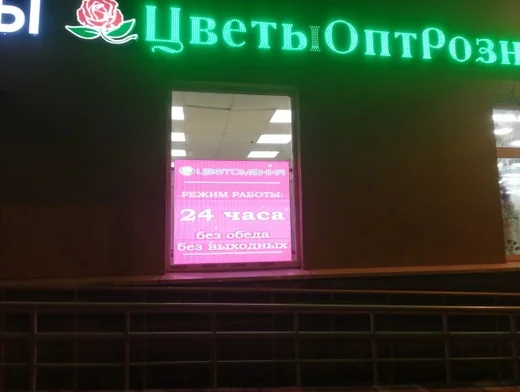 Ы
ЦветыОптРозн
ЦВЕТОМАНИЯ
РЕЖИМ РАБОТЫ:
24 часа
без обеда
без выходных